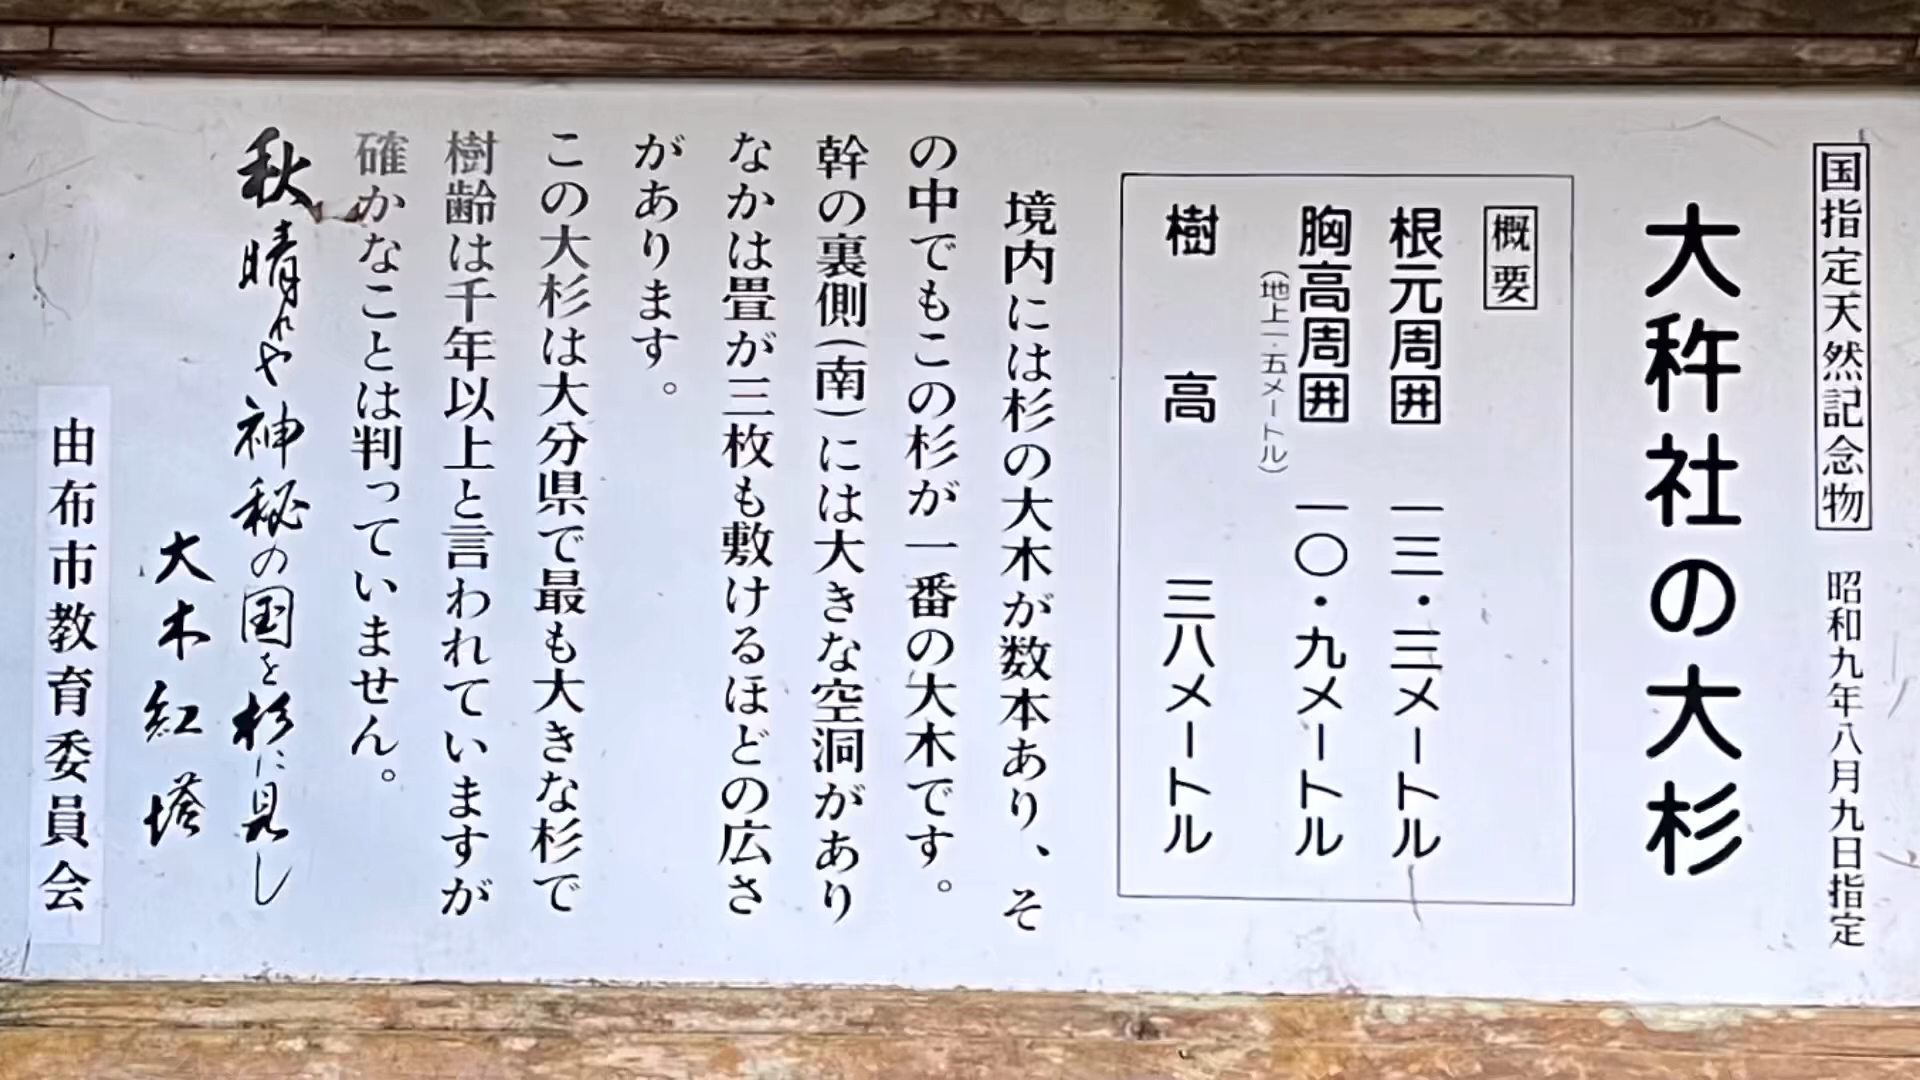 国指定天然記念物　昭和九年八月九日指定
大杵社の大杉
概要
根元周囲　一三・三メートル
胸高周囲　一〇・九メートル
（地上一・五メートル）
樹高　三八メートル
境内には杉の大木が数本あり、そ
の中でもこの杉が一番の大木です。
幹の裏側（南）には大きな空洞があり
なかは畳が三枚も敷けるほどの広さ
があります。
この大杉は大分県で最も大きな杉で
樹齢は千年以上と言われていますが
確かなことは判っていません。
秋晴れや神秘の国を杉に見し
大木紅塔
由布市教育委員会